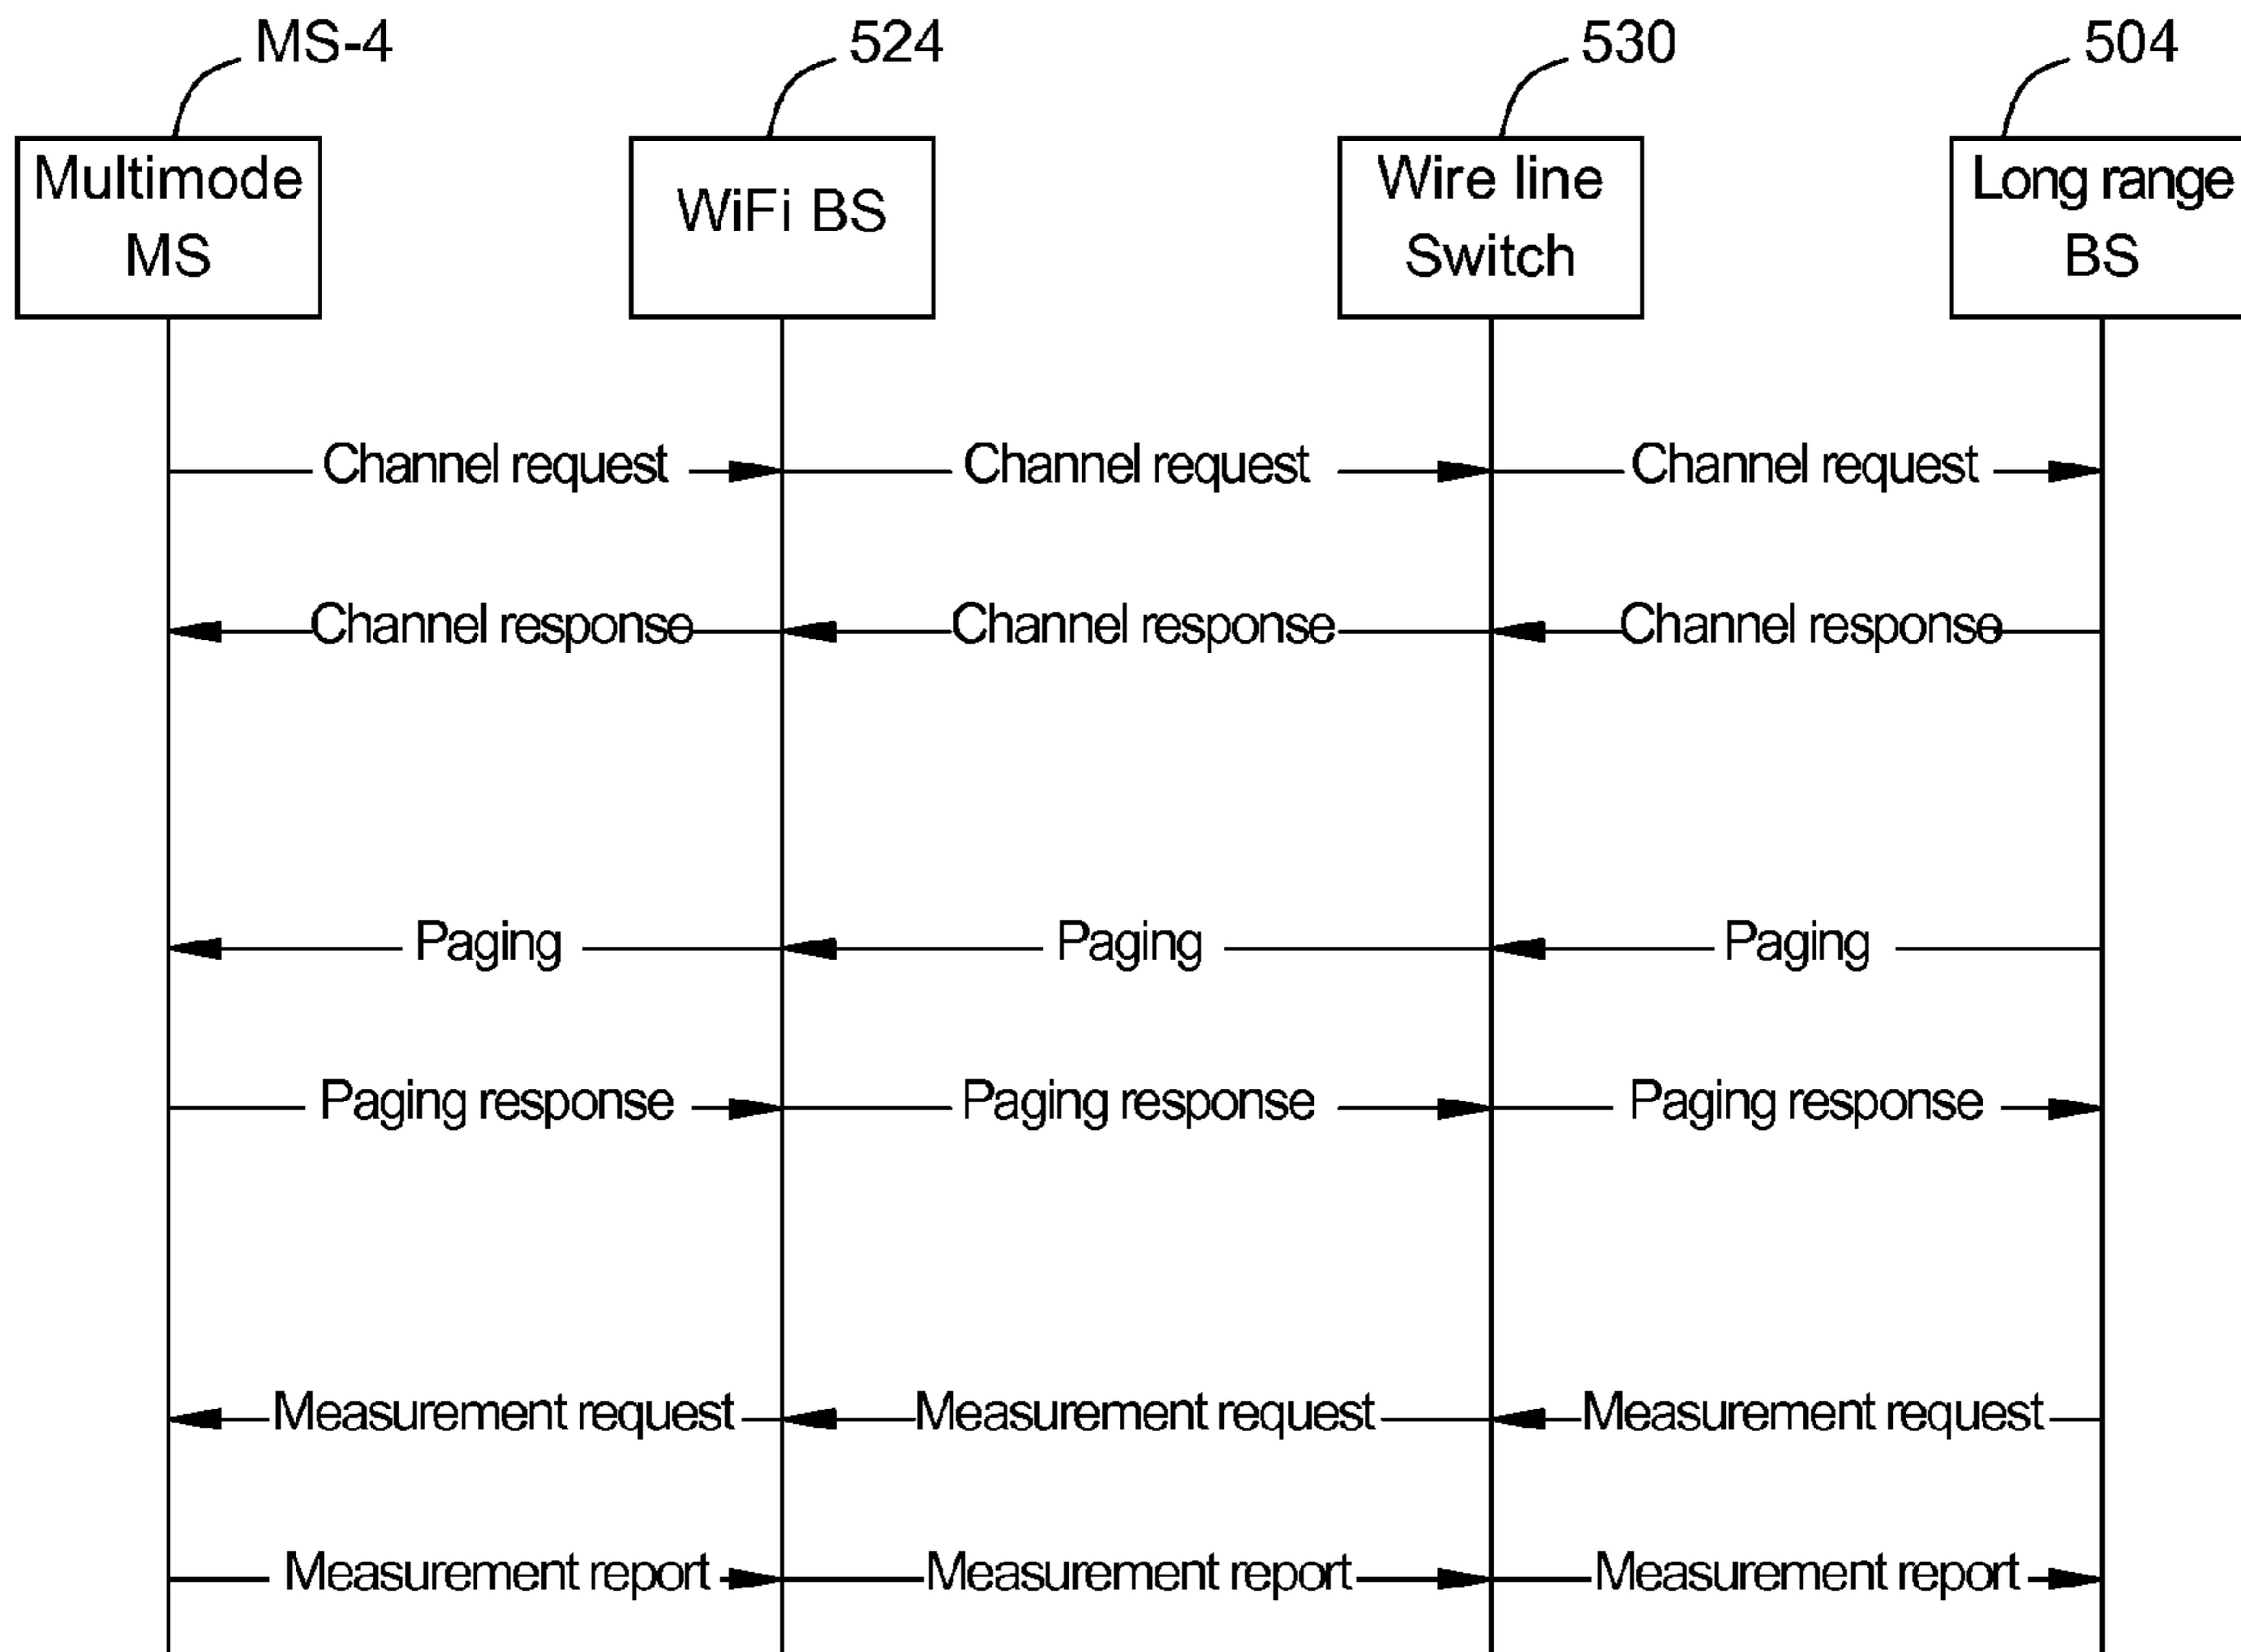 MS-4
524
530
504
Multimode
MS
WiFi BS
Wire line
Switch
Long range
BS
Channel request
Channel request
Channel request
Channel response
Channel response
Channel response
Paging
Paging
Paging
Paging response
Paging response
Paging response
Measurement request
Measurement request
Measurement request
Measurement report
Measurement report
Measurement report